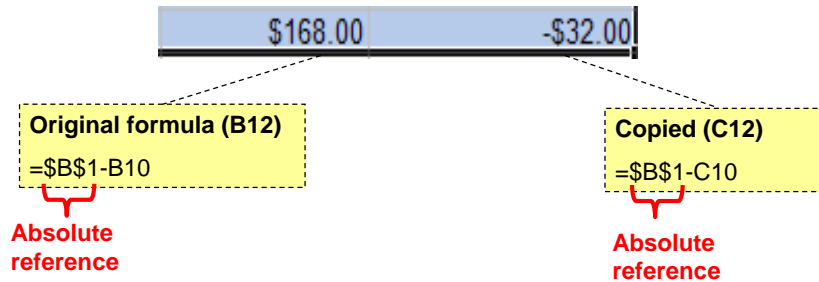 $168.00 -$32.00
Original formula (B12)
=$B$1-B10
Absolute
reference
Copied (C12)
=$B$1-C10
Absolute
reference